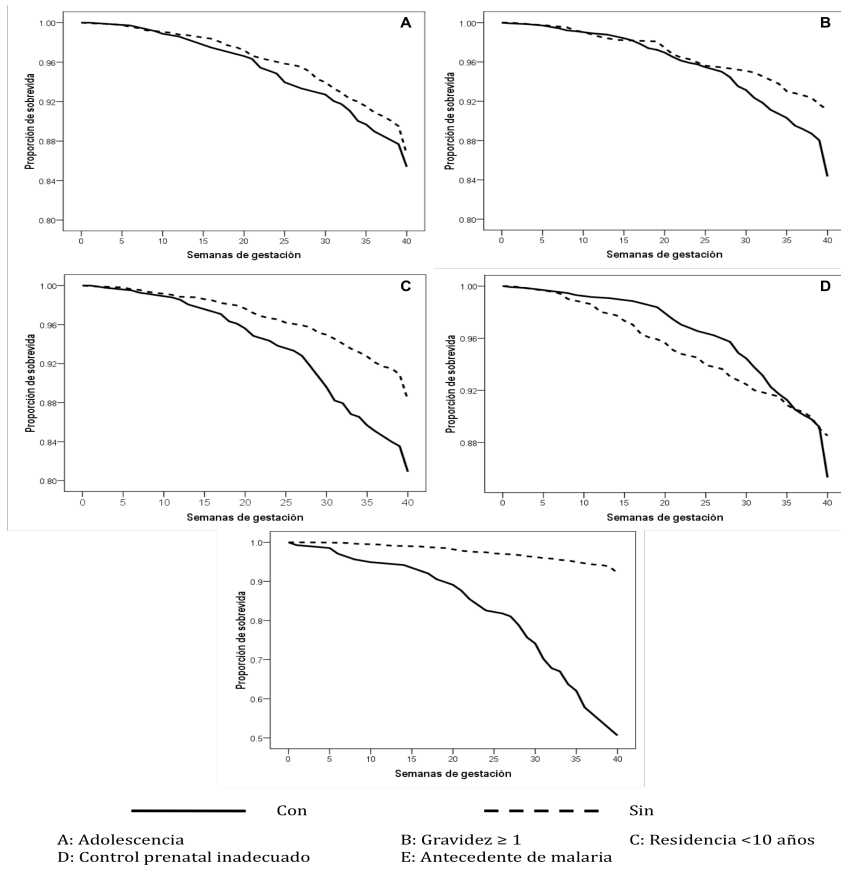 A
1.00
0.96
0.92
0.88
0.84
0.80
Proporción de sobrevida
0 5 10 15 20 25 30 35 40
Semanas de gestación
B
1.00
0.96
0.92
0.88
0.84
0.80
Proporción de sobrevida
0 5 10 15 20 25 30 35 40
Semanas de gestación
C
1.00
0.96
0.92
0.88
0.84
0.80
Proporción de sobrevida
0 5 10 15 20 25 30 35 40
Semanas de gestación
D
1.00
0.96
0.92
0.88
Proporción de sobrevida
0 5 10 15 20 25 30 35 40
Semanas de gestación
1.0
0.9
0.8
0.7
0.6
0.5
Proporción de sobrevida
0 5 10 15 20 25 30 35 40
Semanas de gestación
Con Sin
A: Adolescencia B: Gravidez ≥ 1 C: Residencia <10 años
D: Control prenatal inadecuado E: Antecedente de malaria